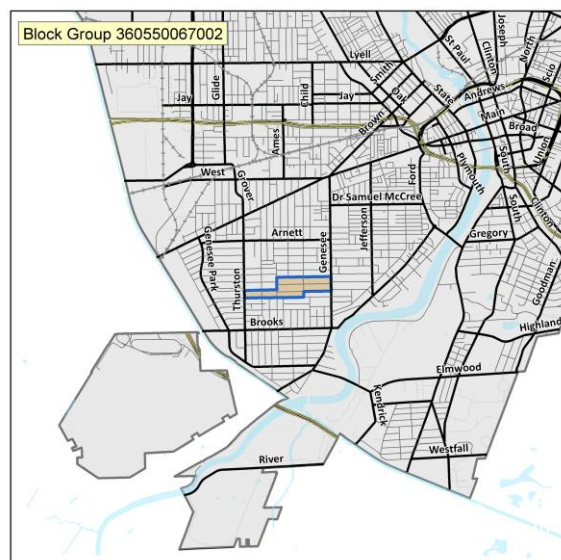 Block Group 360550067002
Lyell
St Paul
Clinton
Joseph
North
Scio
Smith
Glide
Child
Jay
Jay
Oak
State
Andrews
Main
Brown
Ames
Broad
Union
West
Grover
Ford
Plymouth
South
South
Clinton
Dr Samuel McCree
Jefferson
Gregory
Arnett
Genesee
Genesee Park
Thurston
Goodman
Brooks
Highland
Elmwood
Kendrick
Westfall
River